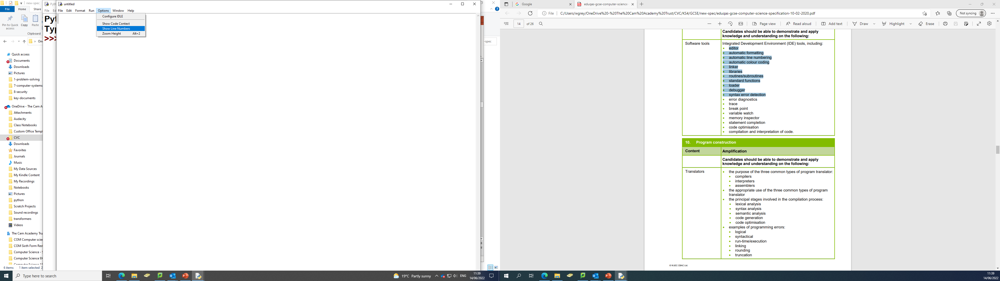 new-spec
File Home Share
Pin to Quick access
Copy
Paste
Clipboard
Quick access
Documents
Downloads
Pictures
1-problem-solving
7-computer-systems
8-security
key-documents
OneDrive - The Cam A
Attachments
Audacity
Class Notebooks
Custom Office Templ
CVC
Downloads
Favorites
Journals
Music
My Data Sources
My Kindle Content
My Recordings
Notebooks
Pictures
python
Scratch Projects
Sound recordings
transformers
Videos
The Cam Academy Tru
COM Computer scien
COM Sixth Form Rest
Computer Science - S
Computer Science 9X
6 items 1 item selected 2
Pyt
File Ed
Pyt
Typ
>>>
untitled
File Edit Format Run Options Window Help
Configure IDLE
Show Code Context
Show Line Numbers
Zoom Height Alt+2
-spec
Type here to search
19°C Partly sunny
ENG
11:39
14/06/2022
Google
eduqas-gcse-computer-science-
File C:/Users/wgrey/OneDrive%20-%20The%20Cam%20Academy%20Trust/CVC/KS4/GCSE/new-spec/eduqas-gcse-computer-science-specification-10-02-2020.pdf
Not syncing
14 of 26
Page view
Read aloud
Add text
Draw
Highlight
Erase
Candidates should be able to demonstrate and apply
knowledge and understanding on the following:
Software tools
Integrated Development Environment (IDE) tools, including:
• editor
• automatic formatting
• automatic line numbering
• automatic colour coding
• linker
• libraries
• routines/subroutines
• standard functions
• loader
• debugger
• syntax error detection
• error diagnostics
• trace
• break point
• variable watch
• memory inspector
• statement completion
• code optimisation
• compilation and interpretation of code.
10. Program construction
Content Amplification
Candidates should be able to demonstrate and apply
knowledge and understanding on the following:
Translators
• the purpose of the three common types of program translator:
• compilers
• interpreters
• assemblers
• the appropriate use of the three common types of program
translator
• the principal stages involved in the compilation process:
• lexical analysis
• syntax analysis
• semantic analysis
• code generation
• code optimisation
• examples of programming errors:
• logical
• syntactical
• run-time/execution
• linking
• rounding
• truncation
© WJEC CBAC Ltd.
11:39
14/06/2022